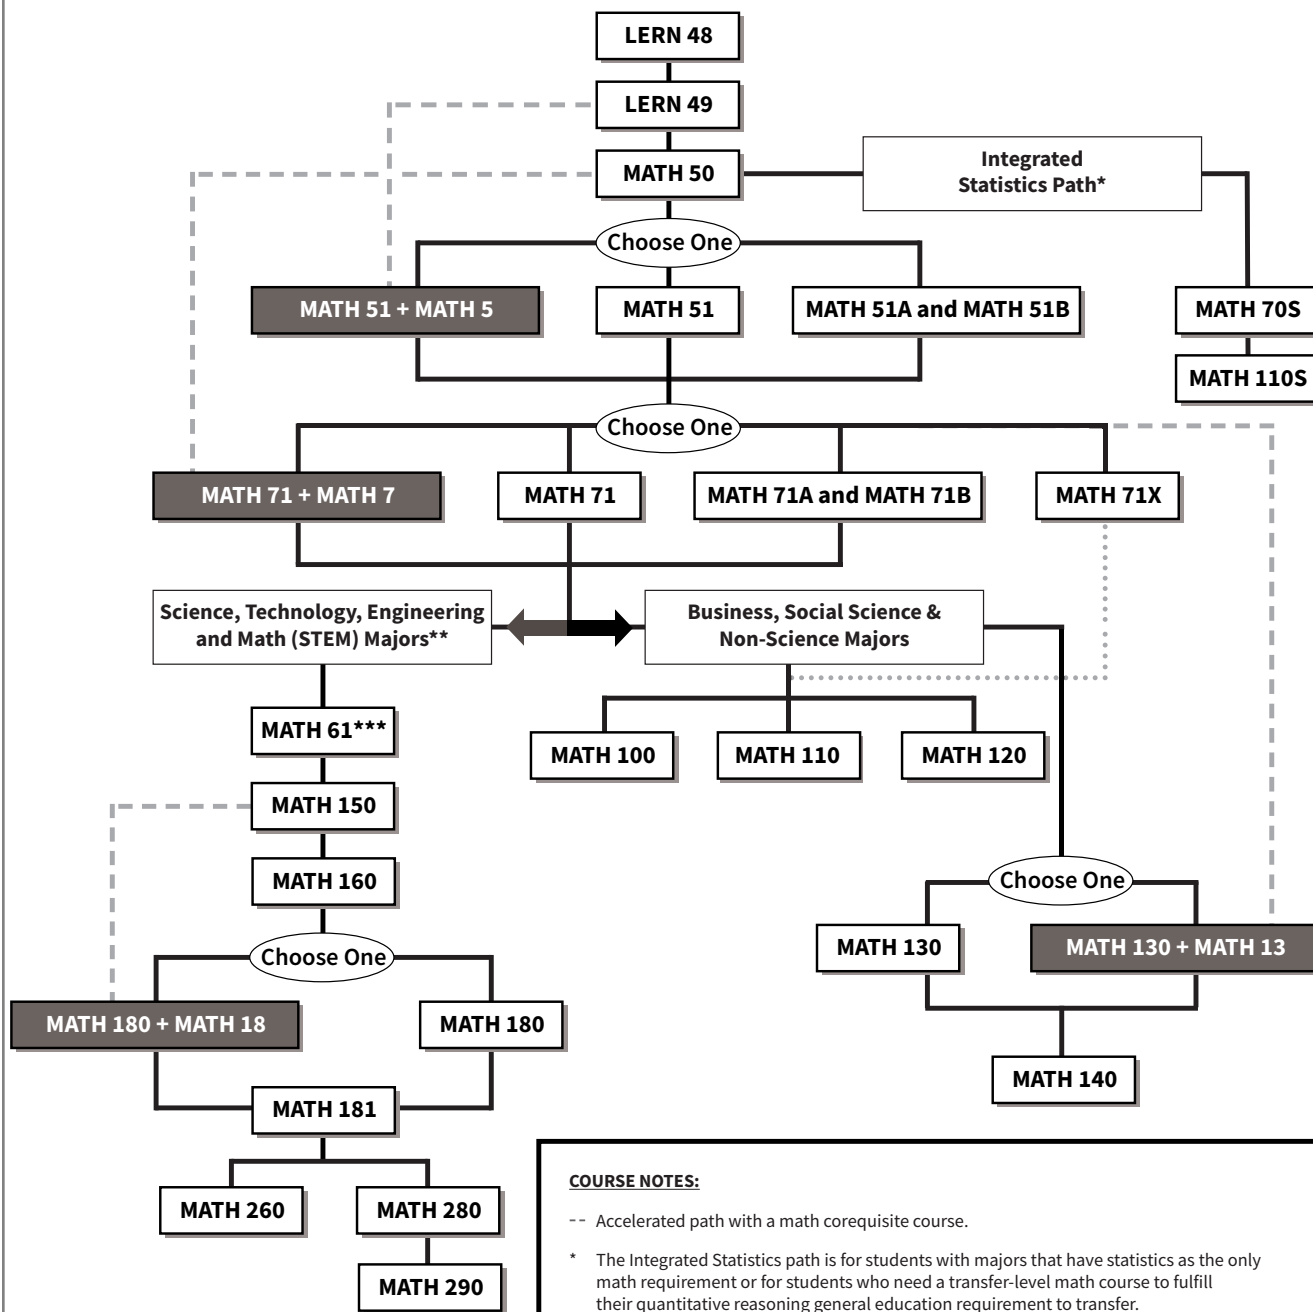 LERN 48
LERN 49
MATH 50
Integrated
Statistics Path*
Choose One
MATH 51 + MATH 5
MATH 51
MATH 51A and MATH 51B
MATH 70S
MATH 110S
Choose One
MATH 71 + MATH 7
MATH 71
MATH 71A and MATH 71B
MATH 71X
Science, Technology, Engineering
and Math (STEM) Majors**
Business, Social Science &
Non-Science Majors
MATH 61***
MATH 100
MATH 110
MATH 120
MATH 150
MATH 160
Choose One
Choose One
MATH 130
MATH 130 + MATH 13
MATH 180 + MATH 18
MATH 180
MATH 140
MATH 181
MATH 260
MATH 280
MATH 290
COURSE NOTES:
-- Accelerated path with a math corequisite course.
* The Integrated Statistics path is for students with majors that have statistics as the only
math requirement or for students who need a transfer-level math course to fulfill
their quantitative reasoning general education requirement to transfer.